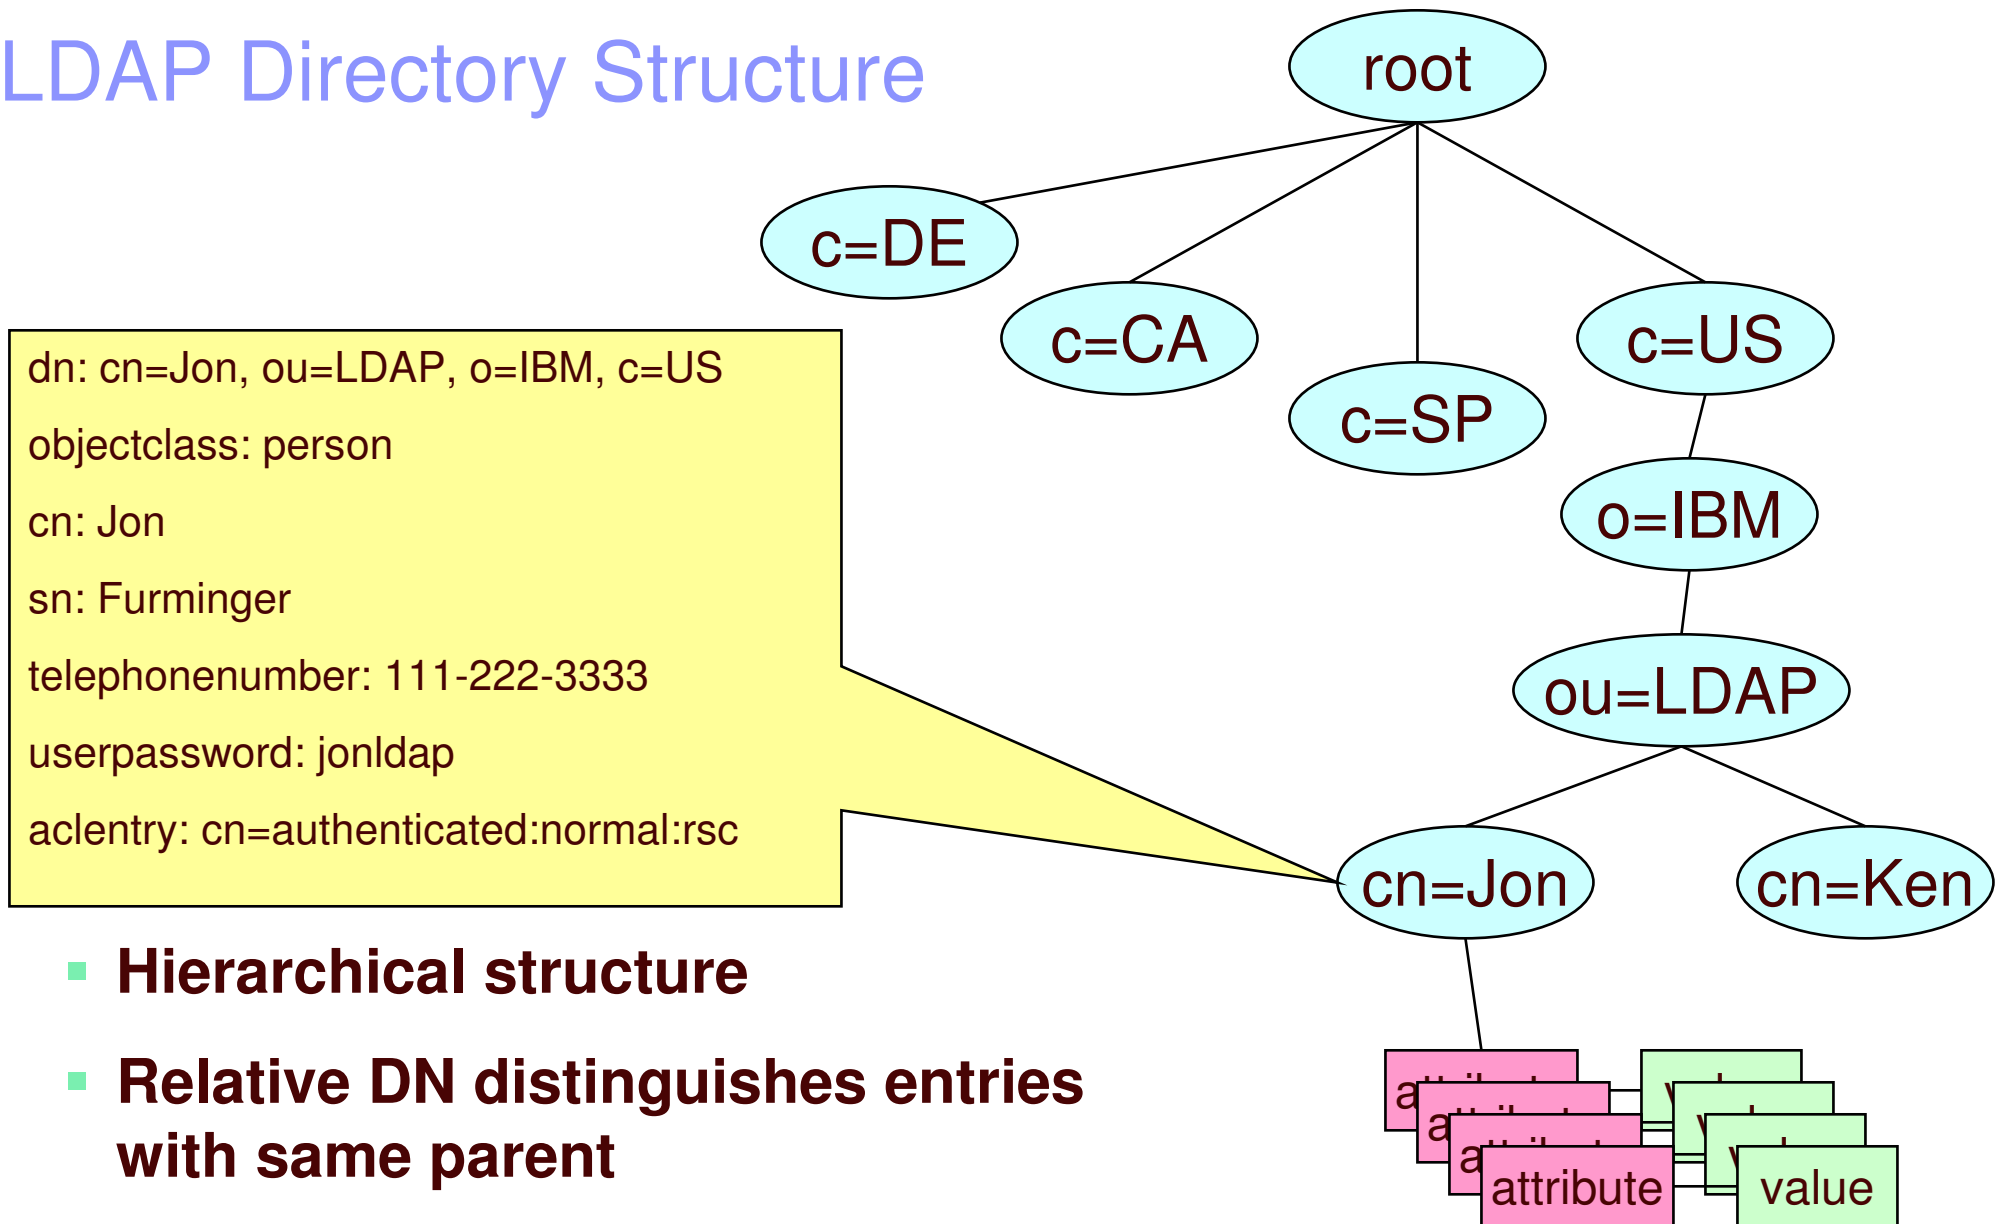 LDAP Directory Structure
root
c=DE
c=CA
c=SP
c=US
o=IBM
ou=LDAP
cn=Jon
cn=Ken
dn: cn=Jon, ou=LDAP, o=IBM, c=US
objectclass: person
cn: Jon
sn: Furminger
telephonenumber: 111-222-3333
userpassword: jonldap
aclentry: cn=authenticated:normal:rsc
Hierarchical structure
Relative DN distinguishes entries
with same parent
attribute
value